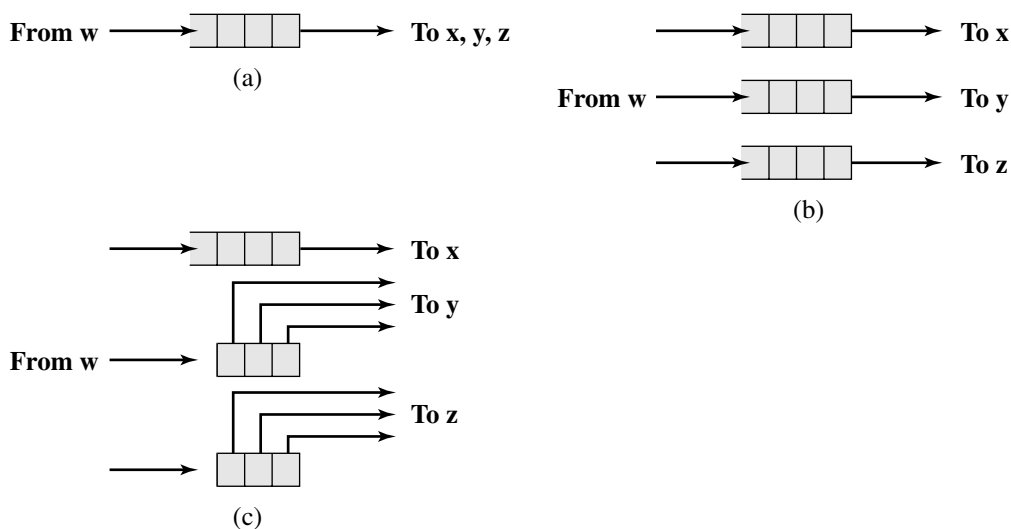 From w
To x, y, z
(a)
To x
From w
To y
To z
(b)
To x
To y
From w
To z
(c)